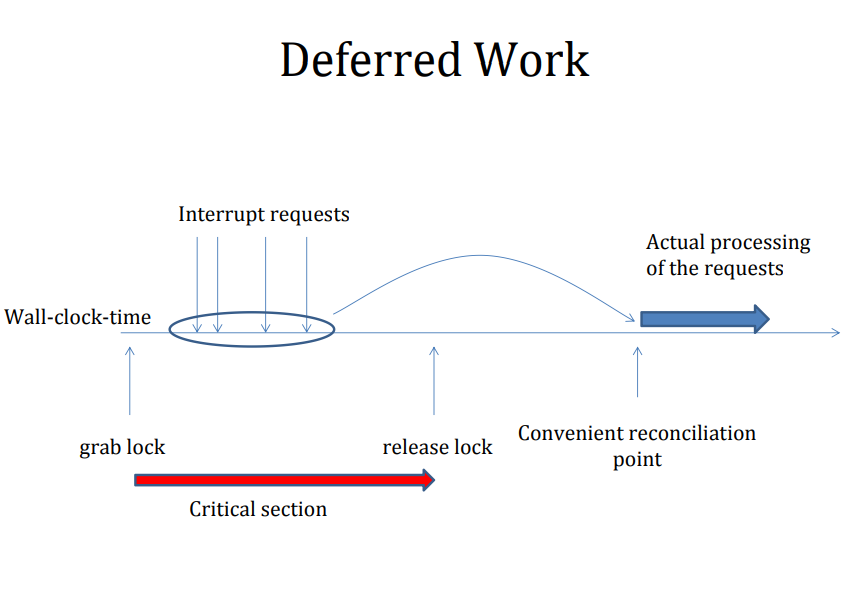 Deferred Work
Interrupt requests
Actual processing
of the requests
Wall-clock-time
grab lock
release lock
Convenient reconciliation
point
Critical section